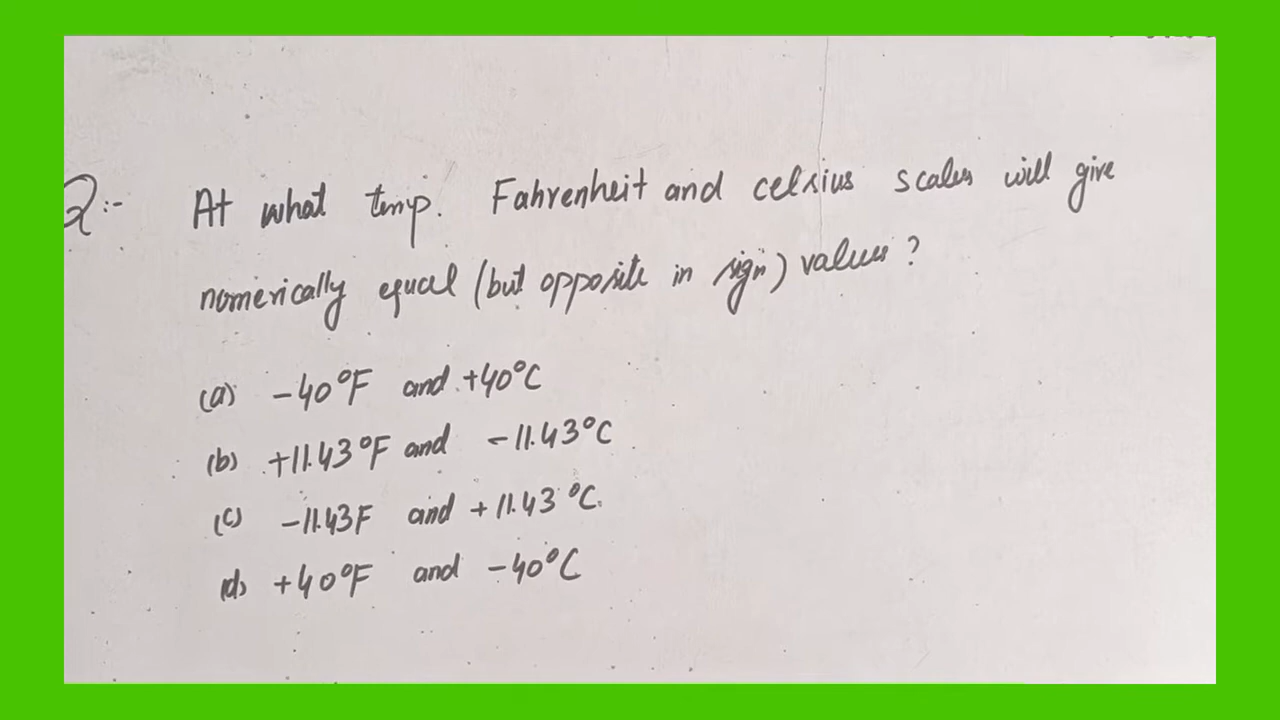 Q:- At what temp. Fahrenheit and celsius scales will give
numerically equal (but opposite in sign) values?
(a) -40°F and +40°C
(b) +11.43°F and -11.43°C
(c) -11.43F and +11.43°C.
(d) +40°F and -40°C